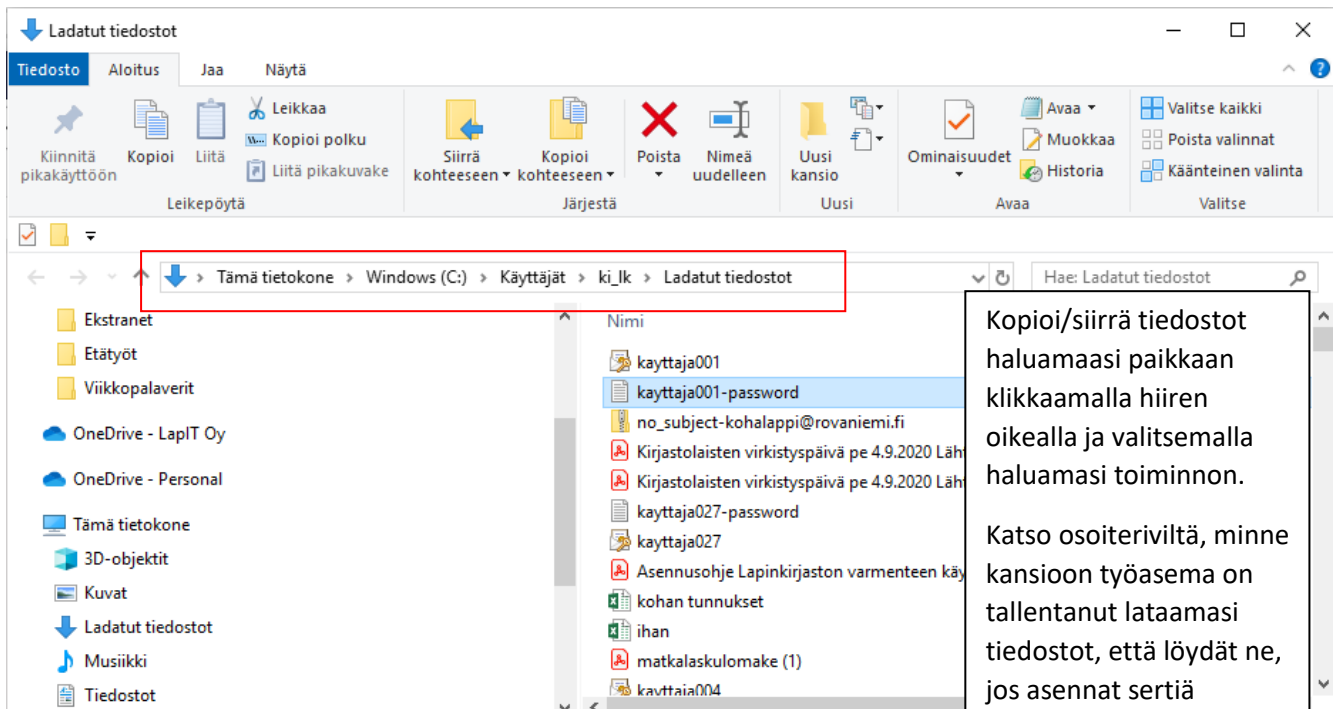 Ladatut tiedostot
Tiedosto Aloitus Jaa Näytä
Kiinnitä pikakäyttöön
Kopioi
Liitä
Leikkaa
Kopioi polku
Liitä pikakuvake
Leikepöytä
Siirrä kohteeseen
Kopioi kohteeseen
Poista
Nimeä uudelleen
Järjestä
Uusi kansio
Uusi
Ominaisuudet
Avaa
Muokkaa
Historia
Avaa
Valitse kaikki
Poista valinnat
Käänteinen valinta
Valitse
Tämä tietokone > Windows (C:) > Käyttäjät > ki_lk > Ladatut tiedostot
Hae: Ladatut tiedostot
Ekstranet
Etätyöt
Viikkopalaverit
OneDrive - LapIT Oy
OneDrive - Personal
Tämä tietokone
3D-objektit
Kuvat
Ladatut tiedostot
Musiikki
Tiedostot
Nimi
kayttaja001
kayttaja001-password
no_subject-kohalappi@rovaniemi.fi
Kirjastolaisten virkistyspäivä pe 4.9.2020 Läh
Kirjastolaisten virkistyspäivä pe 4.9.2020 Läh
kayttaja027-password
kayttaja027
Asennusohje Lapinkirjaston varmenteen käy
kohan tunnukset
ihan
matkalaskulomake (1)
kayttaja004
Kopioi/siirrä tiedostot
haluamaasi paikkaan
klikkaamalla hiiren
oikealla ja valitsemalla
haluamasi toiminnon.
Katso osoiteriviltä, minne
kansioon työasema on
tallentanut lataamasi
tiedostot, että löydät ne,
jos asennat sertiä